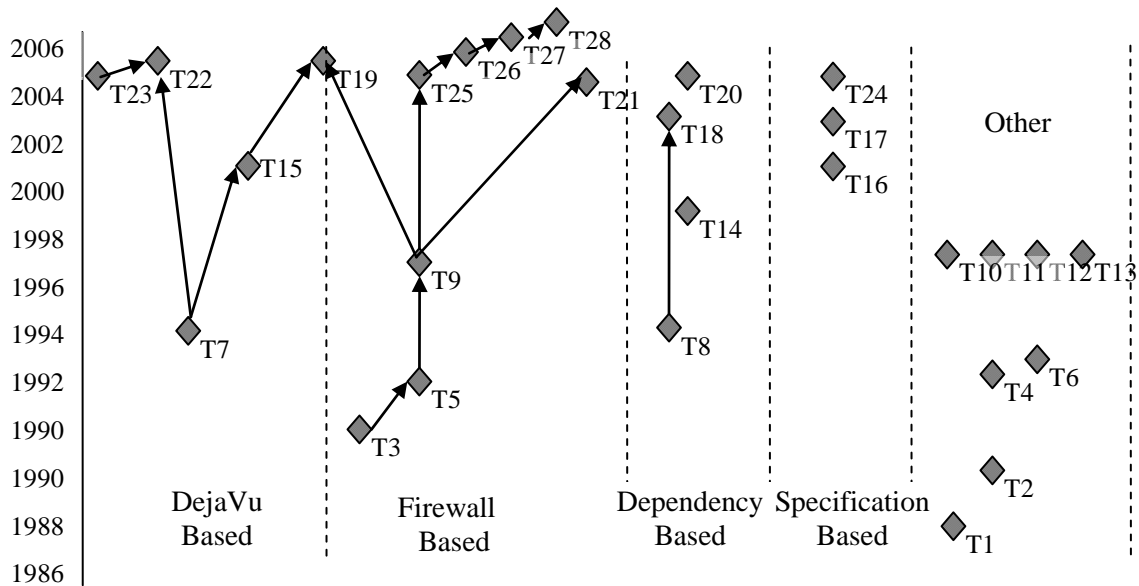 2006
2004
2002
2000
1998
1996
1994
1992
1990
1990
1988
1986
T23
T22
T15
T7
T19
T28
T27
T26
T25
T21
T9
T5
T3
T20
T18
T14
T8
T24
T17
T16
Other
T10
T11
T12
T13
T6
T4
T2
T1
DejaVu
Based
Firewall
Based
Dependency
Based
Specification
Based